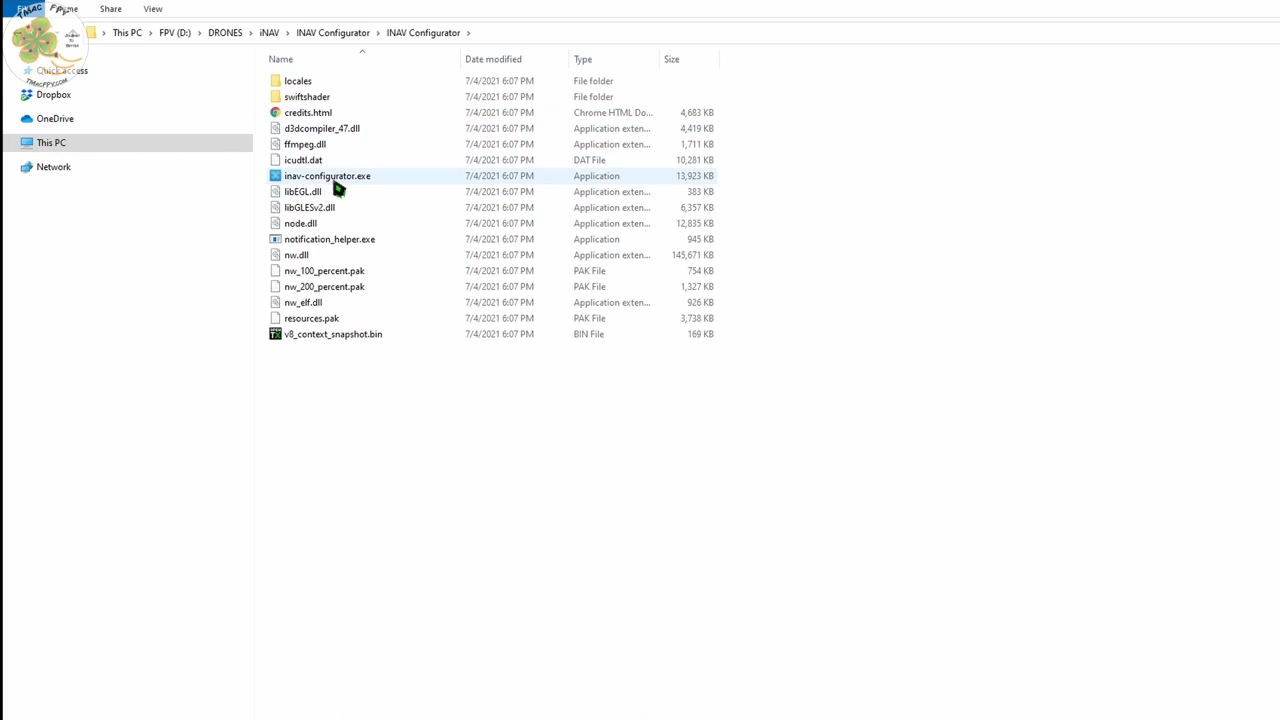 TMAC FPV
JOURNEY TO BETTER
TMACFPV.COM
Share View
This PC > FPV (D:) > DRONES > iNAV > INAV Configurator > INAV Configurator >
Name Date modified Type Size
Quick access
Dropbox
OneDrive
This PC
Network
locales 7/4/2021 6:07 PM File folder
swiftshader 7/4/2021 6:07 PM File folder
credits.html 7/4/2021 6:07 PM Chrome HTML Do... 4,683 KB
d3dcompiler_47.dll 7/4/2021 6:07 PM Application exten... 4,419 KB
ffmpeg.dll 7/4/2021 6:07 PM Application exten... 1,711 KB
icudtl.dat 7/4/2021 6:07 PM DAT File 10,281 KB
inav-configurator.exe 7/4/2021 6:07 PM Application 13,923 KB
libEGL.dll 7/4/2021 6:07 PM Application exten... 383 KB
libGLESv2.dll 7/4/2021 6:07 PM Application exten... 6,357 KB
node.dll 7/4/2021 6:07 PM Application exten... 12,835 KB
notification_helper.exe 7/4/2021 6:07 PM Application 945 KB
nw.dll 7/4/2021 6:07 PM Application exten... 145,671 KB
nw_100_percent.pak 7/4/2021 6:07 PM PAK File 754 KB
nw_200_percent.pak 7/4/2021 6:07 PM PAK File 1,327 KB
nw_elf.dll 7/4/2021 6:07 PM Application exten... 926 KB
resources.pak 7/4/2021 6:07 PM PAK File 3,738 KB
v8_context_snapshot.bin 7/4/2021 6:07 PM BIN File 169 KB